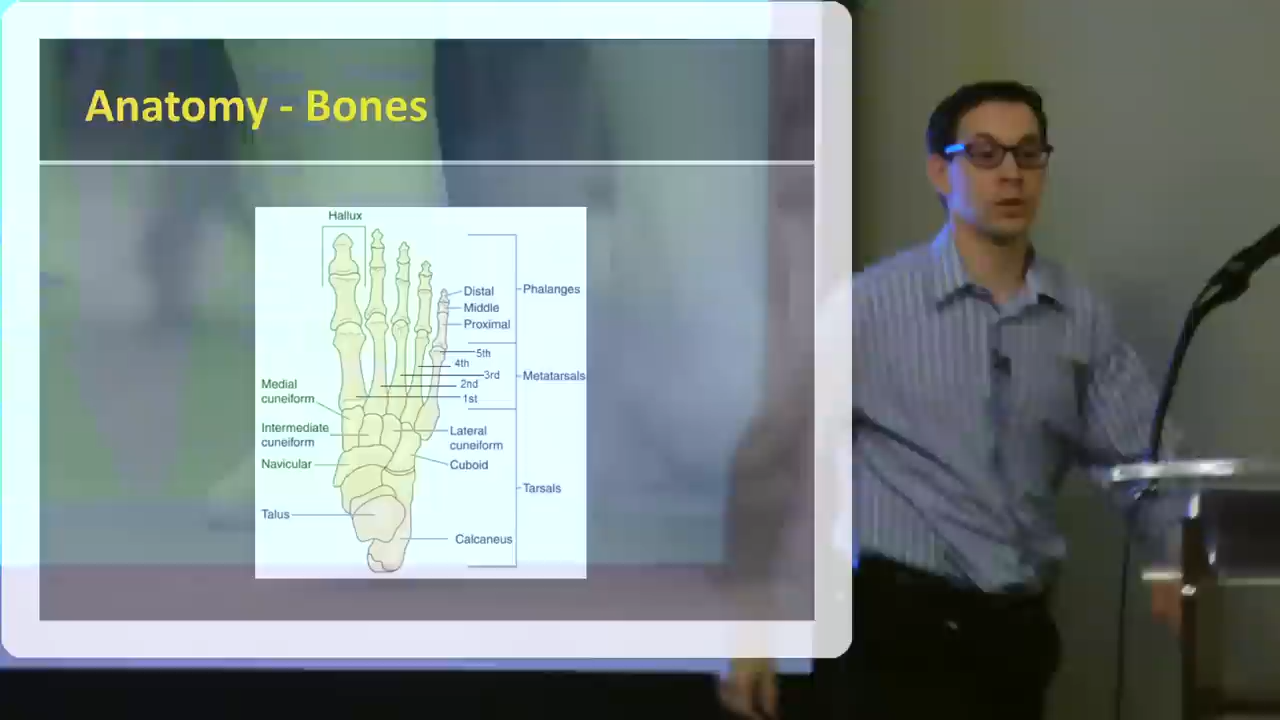 Anatomy - Bones
Hallux
Distal
Middle
Proximal
Phalanges
5th
4th
3rd
2nd
1st
Metatarsals
Medial
cuneiform
Intermediate
cuneiform
Navicular
Talus
Lateral
cuneiform
Cuboid
Calcaneus
Tarsals